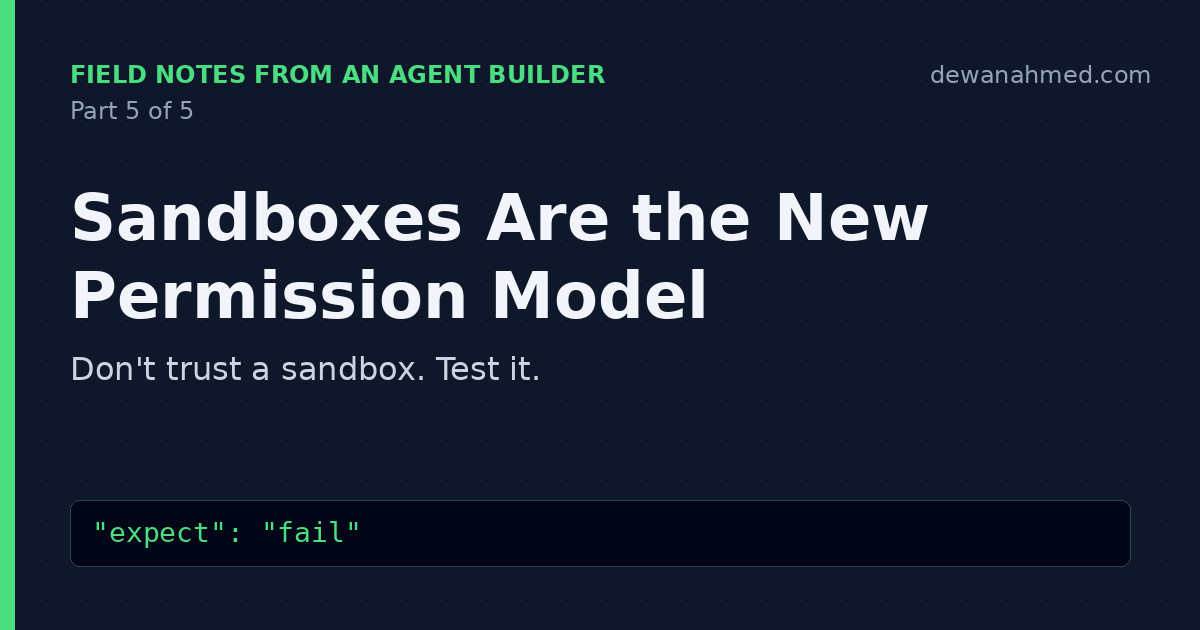 FIELD NOTES FROM AN AGENT BUILDER
dewanahmed.com
Part 5 of 5
Sandboxes Are the New
Permission Model
Don't trust a sandbox. Test it.
"expect": "fail"